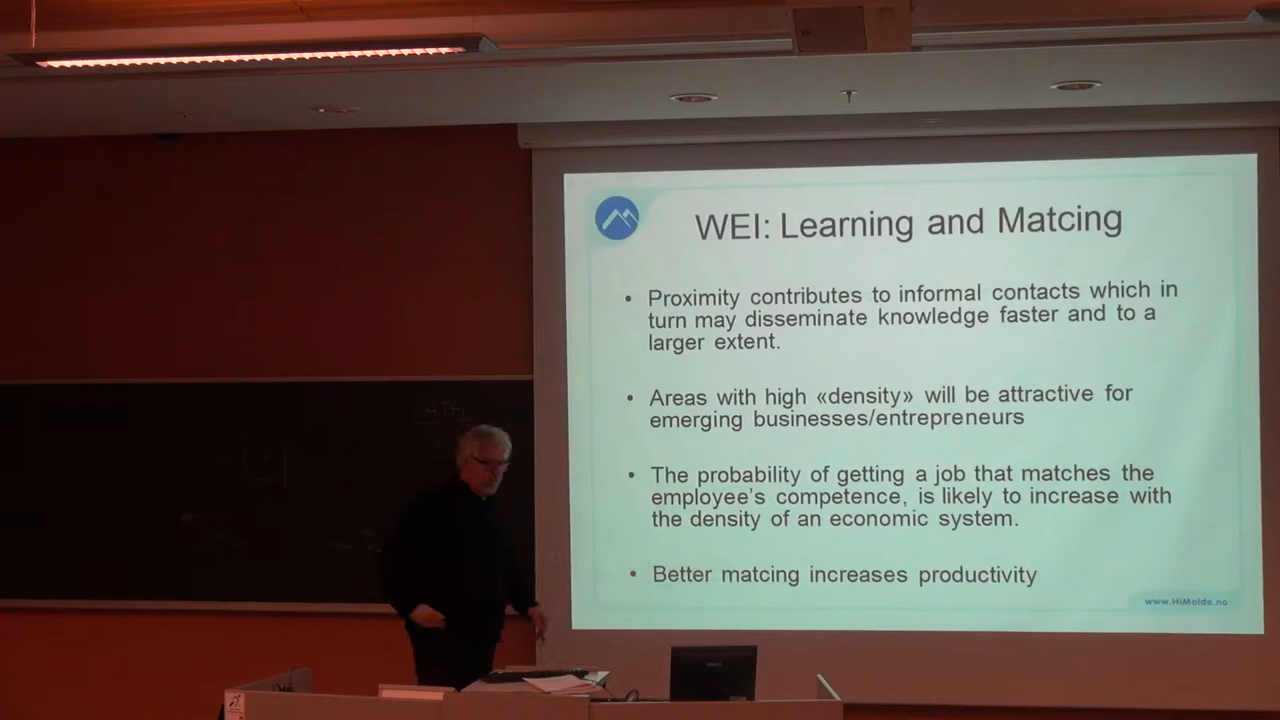 WEI: Learning and Matcing
• Proximity contributes to informal contacts which in
turn may disseminate knowledge faster and to a
larger extent.
• Areas with high «density» will be attractive for
emerging businesses/entrepreneurs
• The probability of getting a job that matches the
employee's competence, is likely to increase with
the density of an economic system.
• Better matcing increases productivity
www.HiMolde.no
DELL